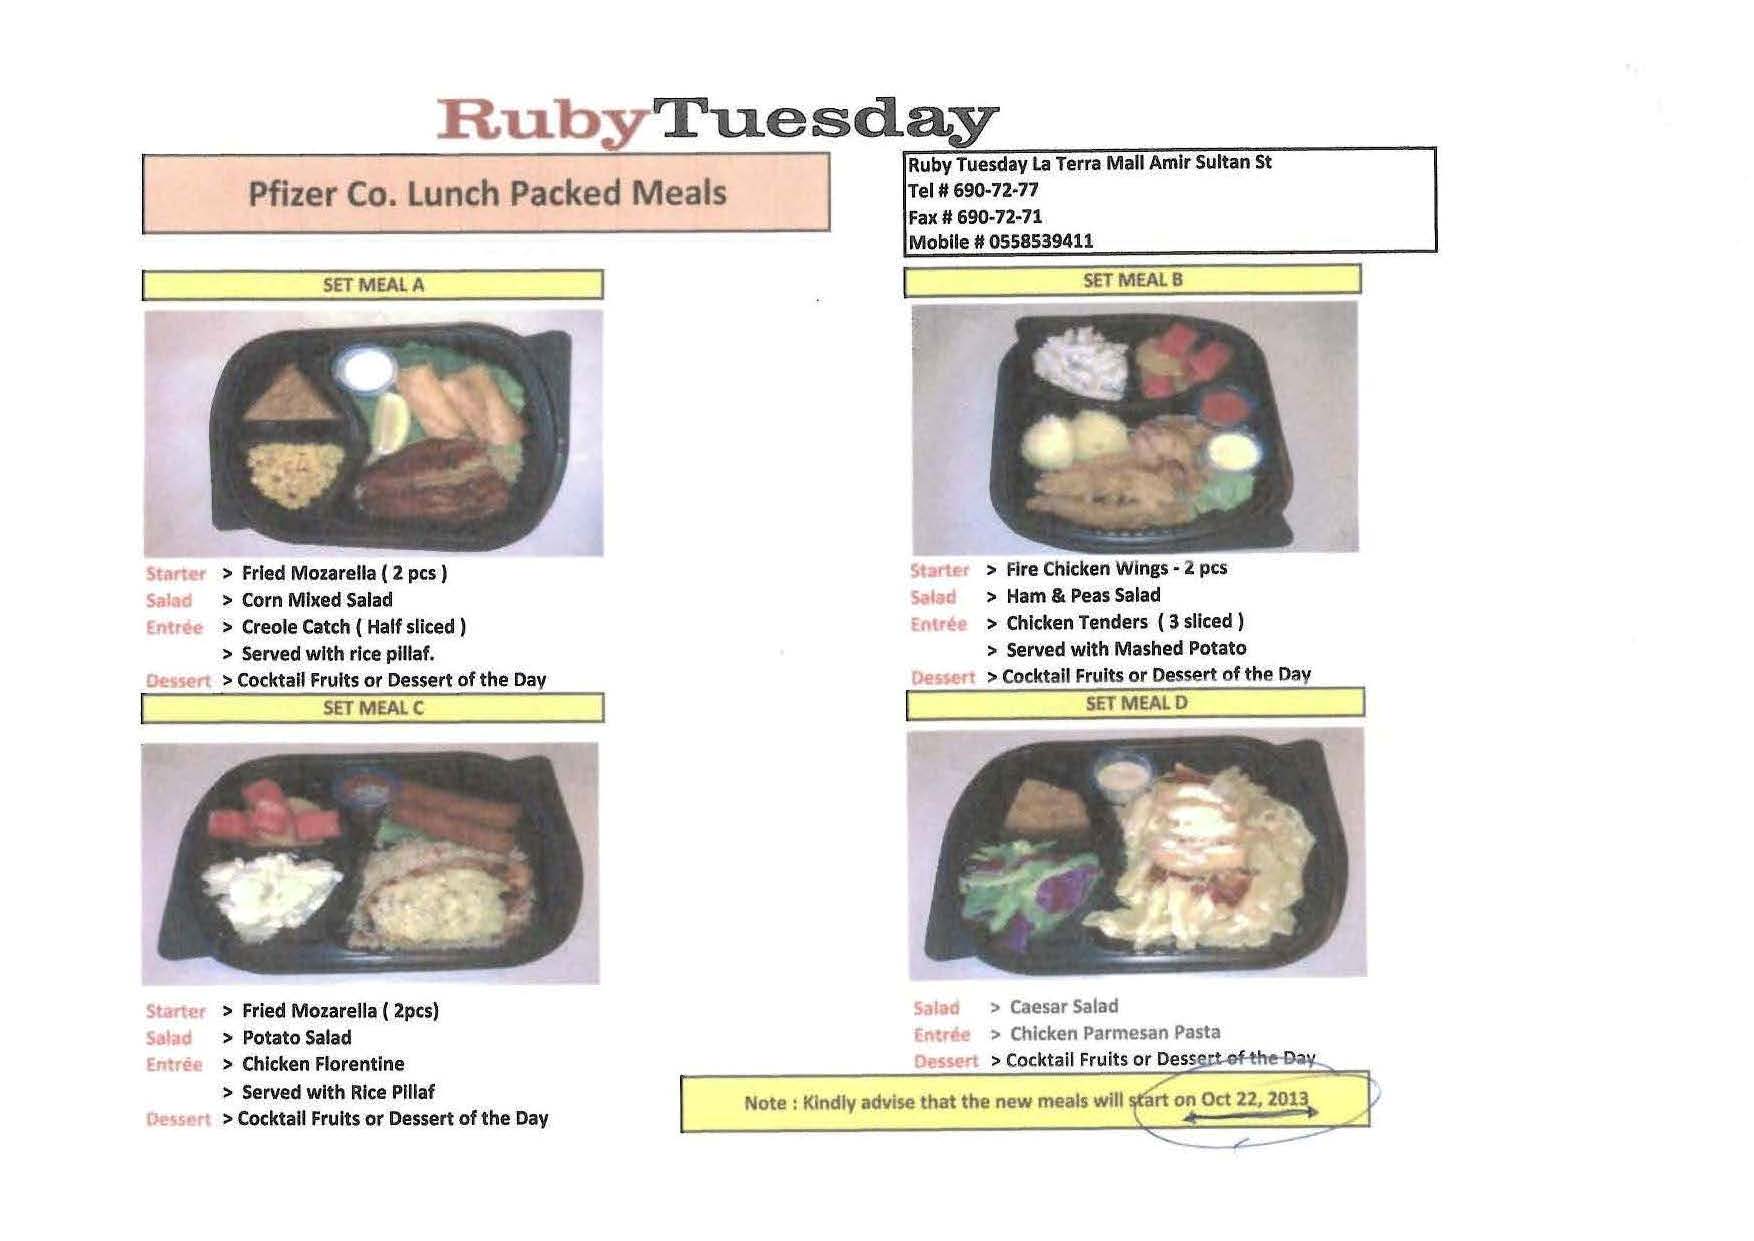 RubyTuesday
Pfizer Co. Lunch Packed Meals
Ruby Tuesday La Terra Mall Amir Sultan St
Tel # 690-72-77
Fax # 690-72-71
Mobile # 0558539411
SET MEAL A
Starter > Fried Mozarella ( 2 pcs )
Salad > Corn Mixed Salad
Entrée > Creole Catch ( Half sliced )
> Served with rice pillaf.
Dessert > Cocktail Fruits or Dessert of the Day
SET MEAL B
Starter > Fire Chicken Wings - 2 pcs
Salad > Ham & Peas Salad
Entrée > Chicken Tenders ( 3 sliced )
> Served with Mashed Potato
Dessert > Cocktail Fruits or Dessert of the Day
SET MEAL C
Starter > Fried Mozarella ( 2pcs)
Salad > Potato Salad
Entrée > Chicken Florentine
> Served with Rice Pillaf
Dessert > Cocktail Fruits or Dessert of the Day
SET MEAL D
Salad > Caesar Salad
Entrée > Chicken Parmesan Pasta
Dessert > Cocktail Fruits or Dessert of the Day
Note : Kindly advise that the new meals will start on Oct 22, 2013